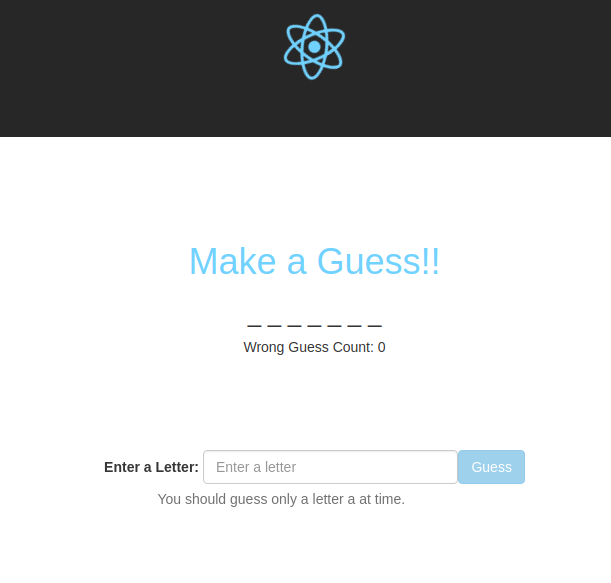 Make a Guess!!
_ _ _ _ _ _ _
Wrong Guess Count: 0
Enter a Letter: Enter a letter Guess
You should guess only a letter a at time.